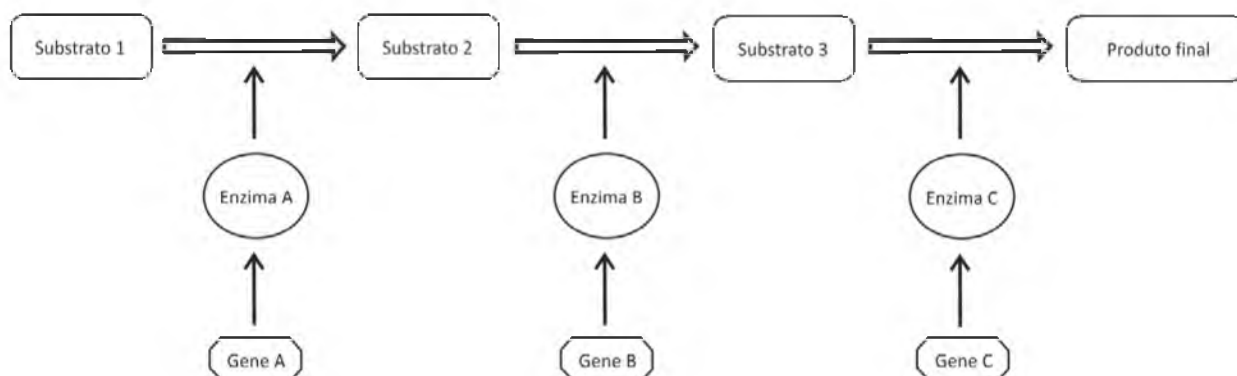 Substrato 1
Substrato 2
Substrato 3
Produto final
Enzima A
Enzima B
Enzima C
Gene A
Gene B
Gene C